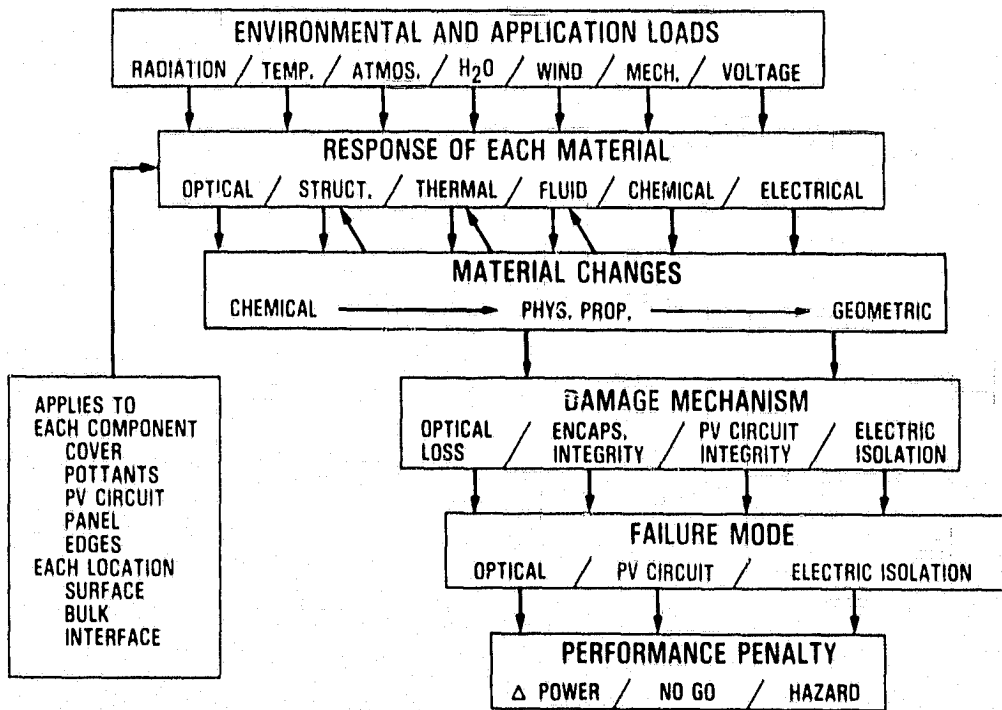 ENVIRONMENTAL AND APPLICATION LOADS
RADIATION / TEMP. / ATMOS. / H₂O / WIND / MECH. / VOLTAGE
RESPONSE OF EACH MATERIAL
OPTICAL / STRUCT. / THERMAL / FLUID / CHEMICAL / ELECTRICAL
MATERIAL CHANGES
CHEMICAL PHYS. PROP. GEOMETRIC
APPLIES TO
EACH COMPONENT
COVER
POTTANTS
PV CIRCUIT
PANEL
EDGES
EACH LOCATION
SURFACE
BULK
INTERFACE
DAMAGE MECHANISM
OPTICAL LOSS / ENCAPS, INTEGRITY / PV CIRCUIT INTEGRITY / ELECTRIC ISOLATION
FAILURE MODE
OPTICAL / PV CIRCUIT / ELECTRIC ISOLATION
PERFORMANCE PENALTY
Δ POWER / NO GO / HAZARD